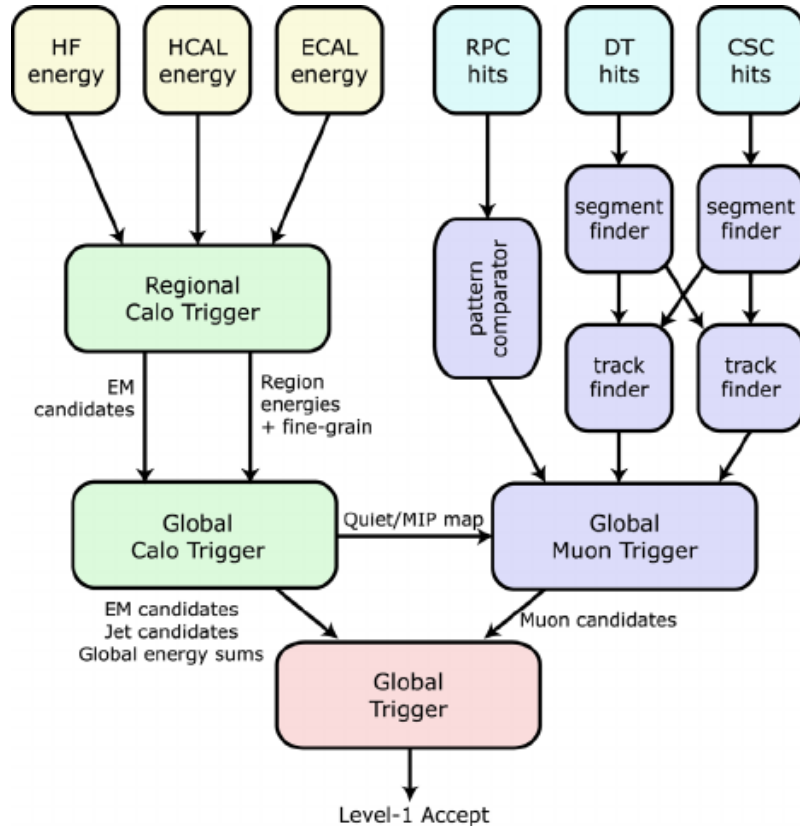 HF
energy
HCAL
energy
ECAL
energy
RPC
hits
DT
hits
CSC
hits
segment
finder
segment
finder
pattern
comparator
Regional
Calo Trigger
track
finder
track
finder
EM
candidates
Region
energies
+ fine-grain
Global
Calo Trigger
Quiet/MIP map
Global
Muon Trigger
EM candidates
Jet candidates
Global energy sums
Muon candidates
Global
Trigger
Level-1 Accept